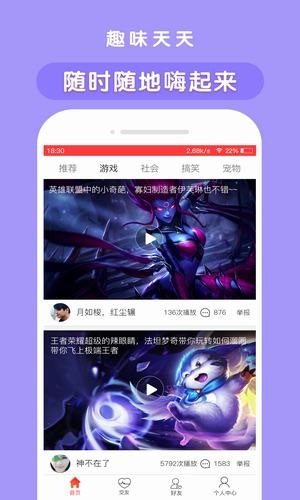 趣味天天
随时随地嗨起来
18:30
2.68k/s
22%
推荐 游戏 社会 搞笑 宠物
英雄联盟中的小奇葩，寡妇制造者伊芙琳也不错~~
月如梭，红尘辗
136次播放
876
举报
王者荣耀超级的辣眼睛，法坦梦奇带你玩转如何溜图
带你飞上极端王者
神不在了
5792次播放
116
举报
首页 交友 好友 个人中心